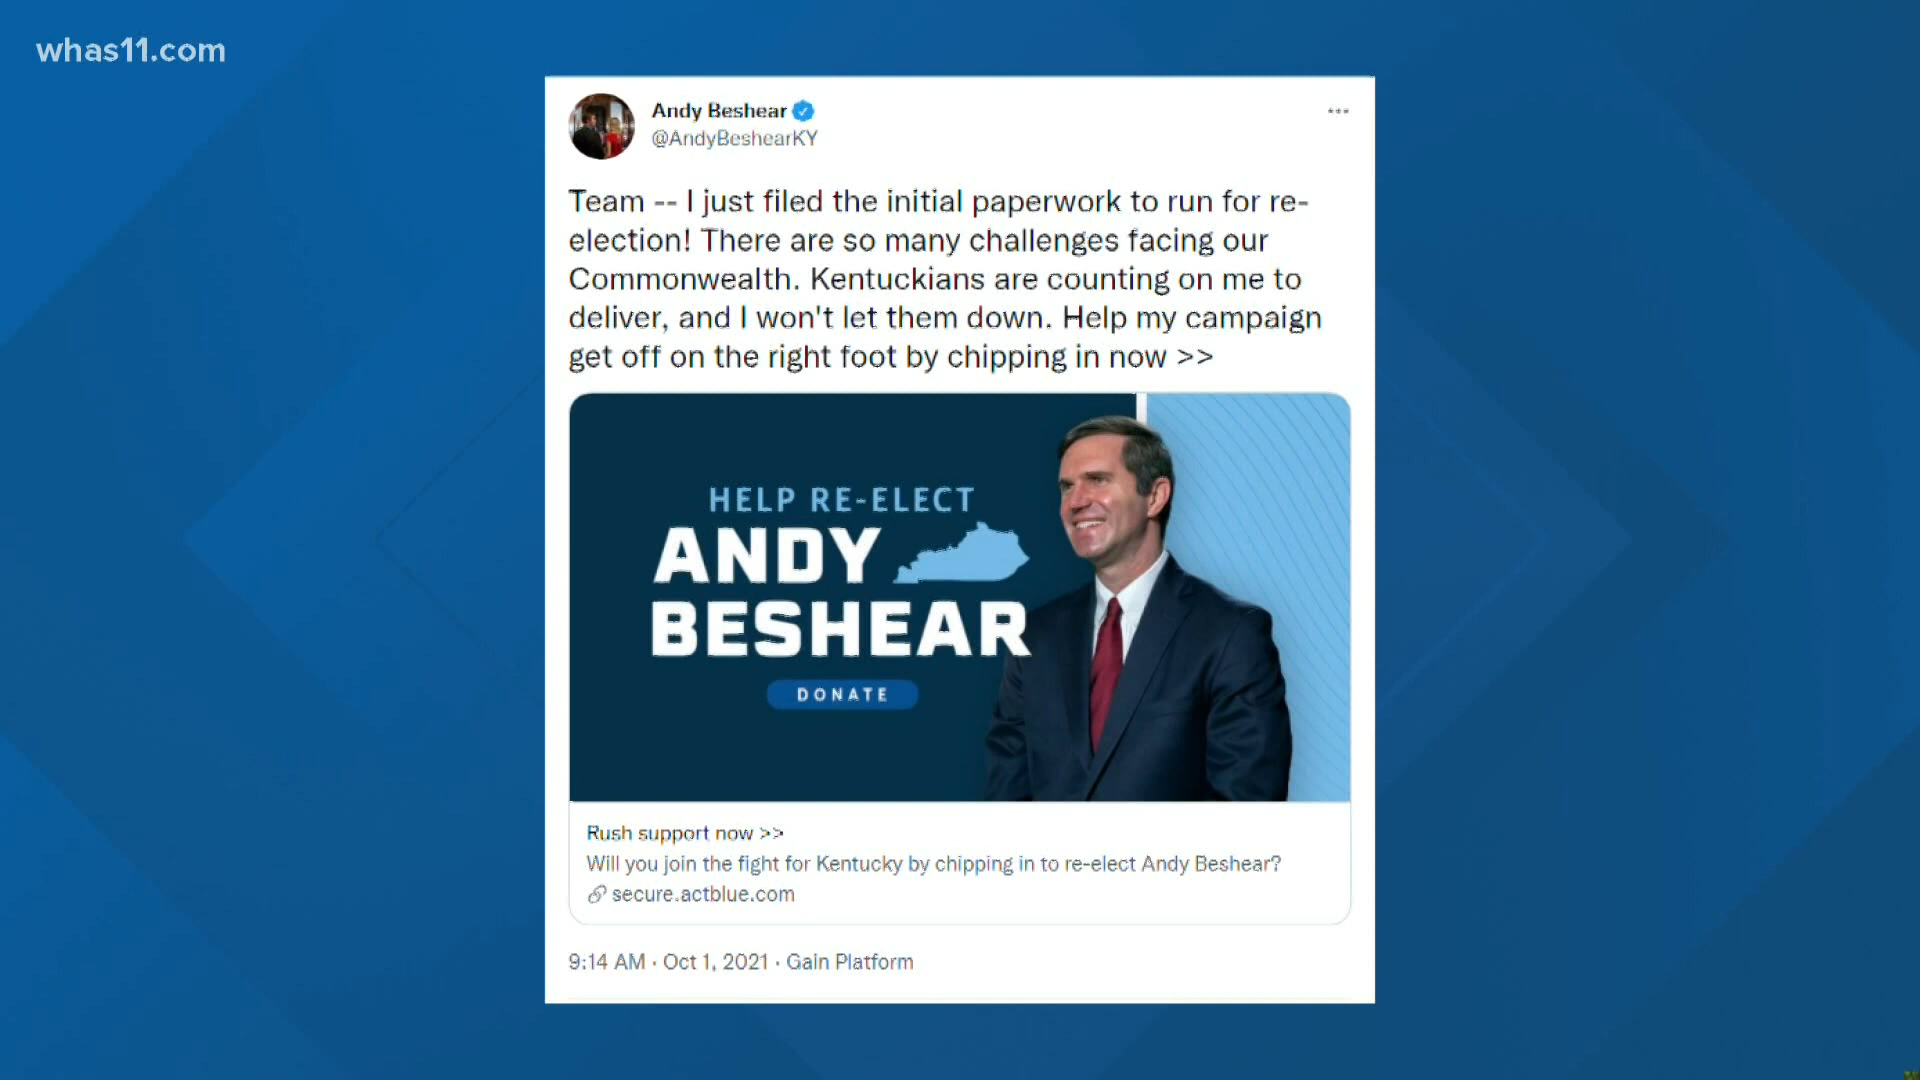 whas11.com
Andy Beshear
@AndyBeshearKY
Team -- I just filed the initial paperwork to run for re-
election! There are so many challenges facing our
Commonwealth. Kentuckians are counting on me to
deliver, and I won't let them down. Help my campaign
get off on the right foot by chipping in now >>
HELP RE-ELECT
ANDY
BESHEAR
DONATE
Rush support now >>
Will you join the fight for Kentucky by chipping in to re-elect Andy Beshear?
secure.actblue.com
9:14 AM · Oct 1, 2021 · Gain Platform